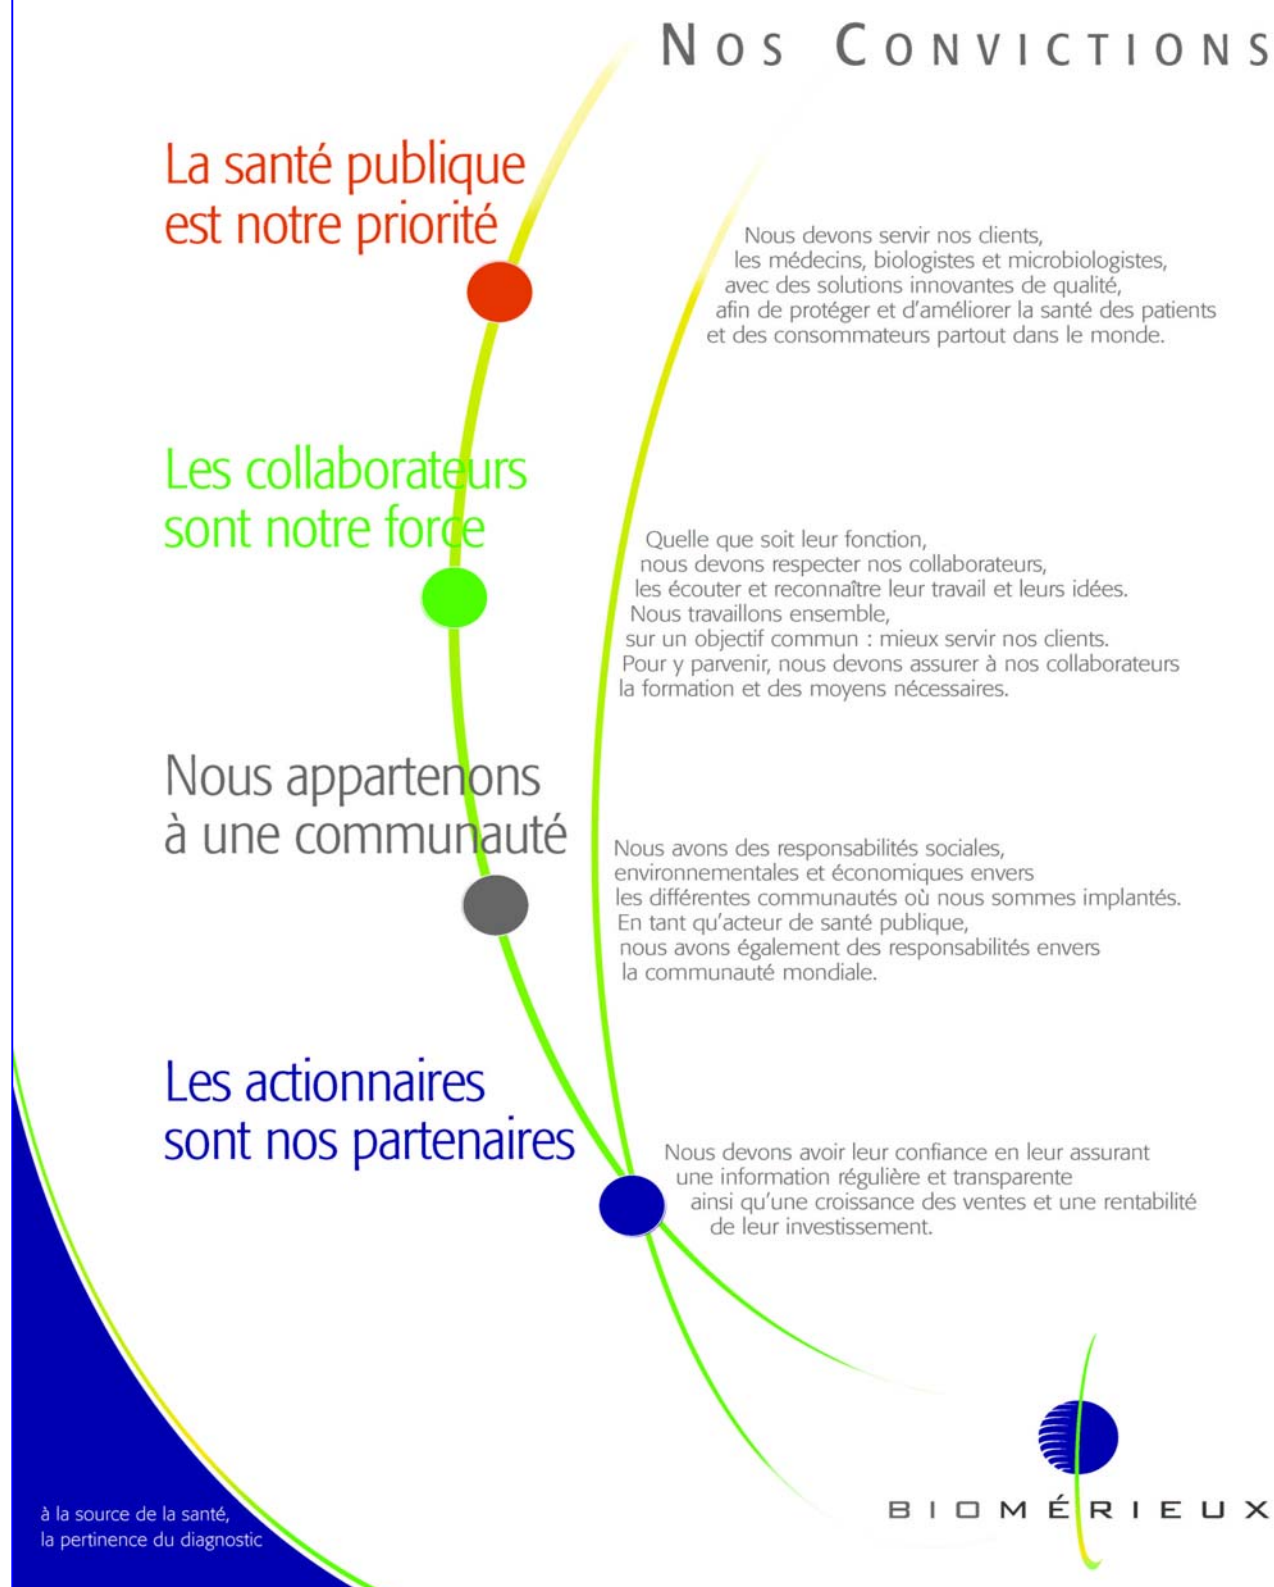 NOS CONVICTIONS
La santé publique
est notre priorité
Nous devons servir nos clients,
les médecins, biologistes et microbiologistes,
avec des solutions innovantes de qualité,
afin de protéger et d'améliorer la santé des patients
et des consommateurs partout dans le monde.
Les collaborateurs
sont notre force
Quelle que soit leur fonction,
nous devons respecter nos collaborateurs,
les écouter et reconnaître leur travail et leurs idées.
Nous travaillons ensemble,
sur un objectif commun : mieux servir nos clients.
Pour y parvenir, nous devons assurer à nos collaborateurs
la formation et des moyens nécessaires.
Nous appartenons
à une communauté
Nous avons des responsabilités sociales,
environnementales et économiques envers
les différentes communautés où nous sommes implantés.
En tant qu'acteur de santé publique,
nous avons également des responsabilités envers
la communauté mondiale.
Les actionnaires
sont nos partenaires
Nous devons avoir leur confiance en leur assurant
une information régulière et transparente
ainsi qu'une croissance des ventes et une rentabilité
de leur investissement.
BIOMÉRIEUX
à la source de la santé,
la pertinence du diagnostic